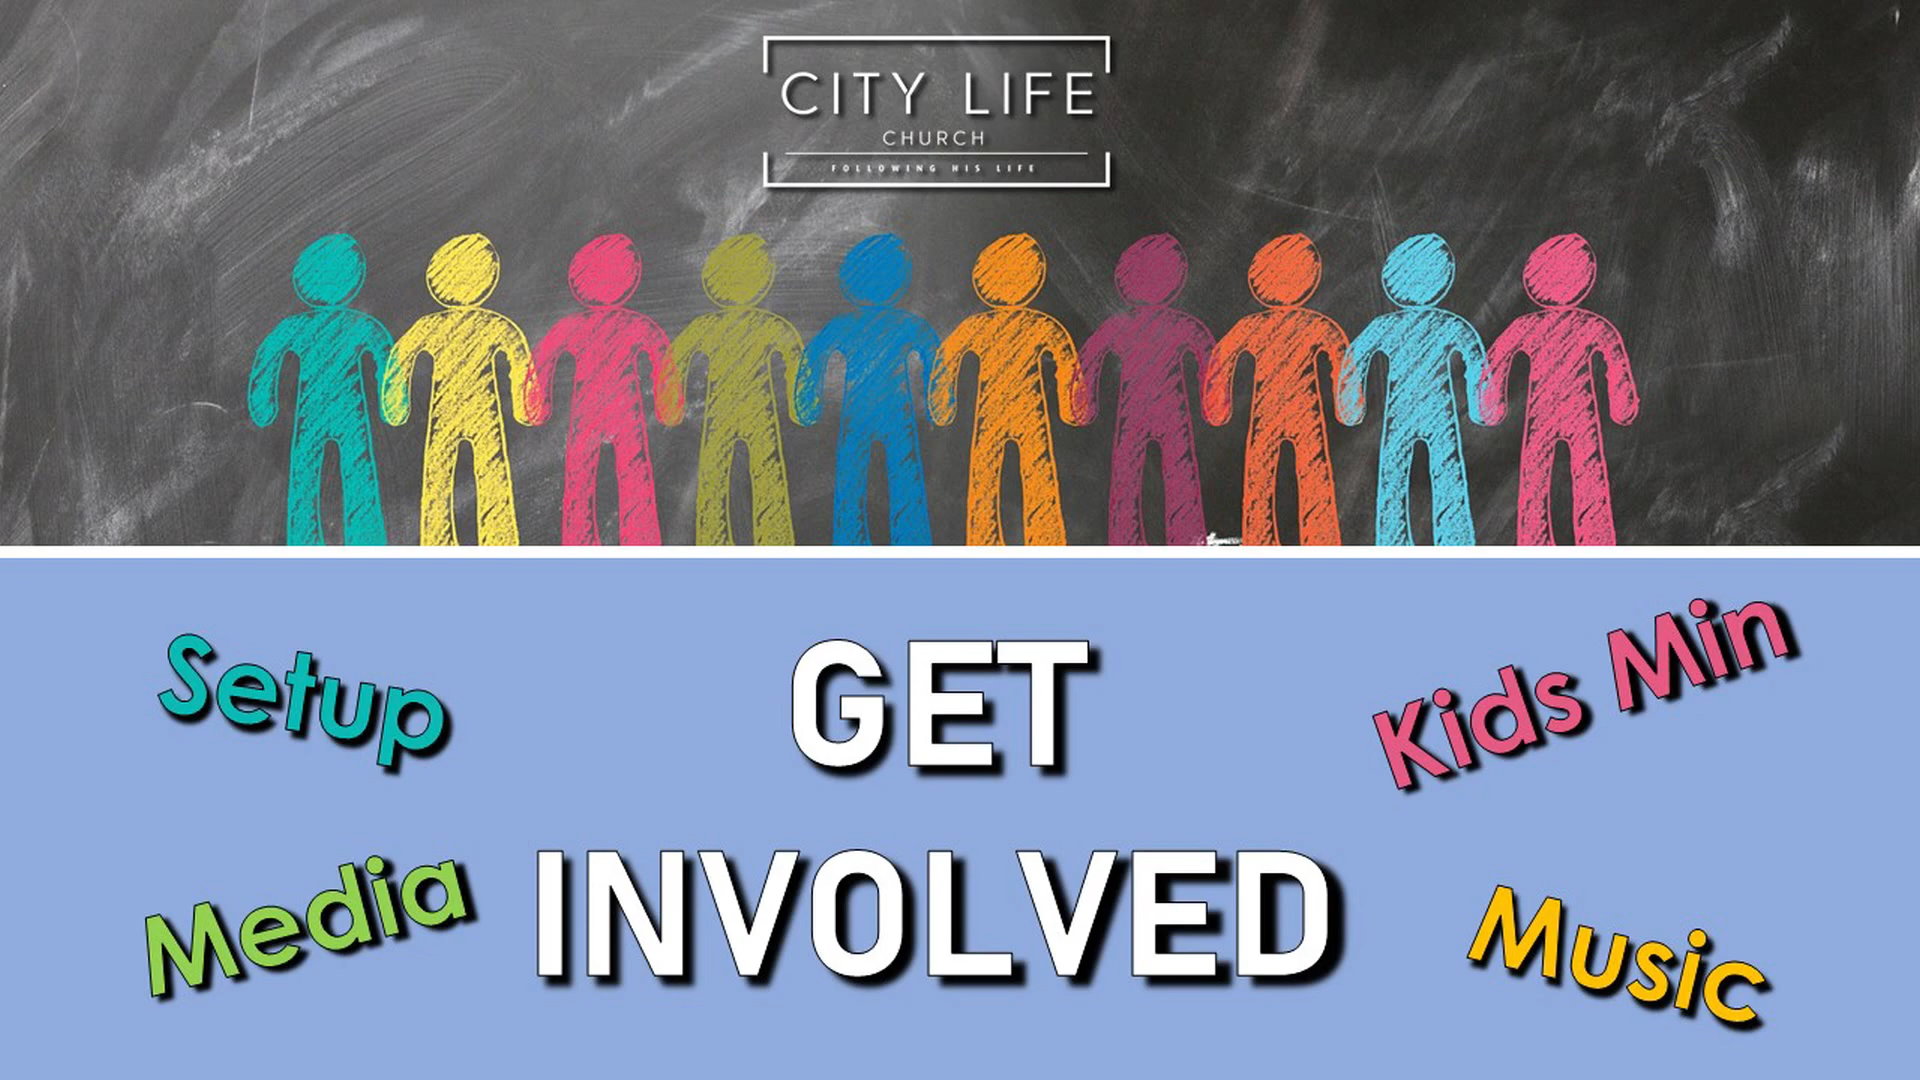 CITY LIFE
CHURCH
FOLLOWING HIS LIFE
Setup
GET
Kids Min
Media
INVOLVED
Music